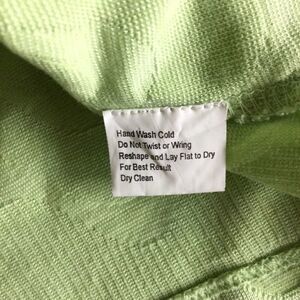 Hand Wash Cold
Do Not Twist or Wring
Reshape and Lay Flat to Dry
For Best Result
Dry Clean